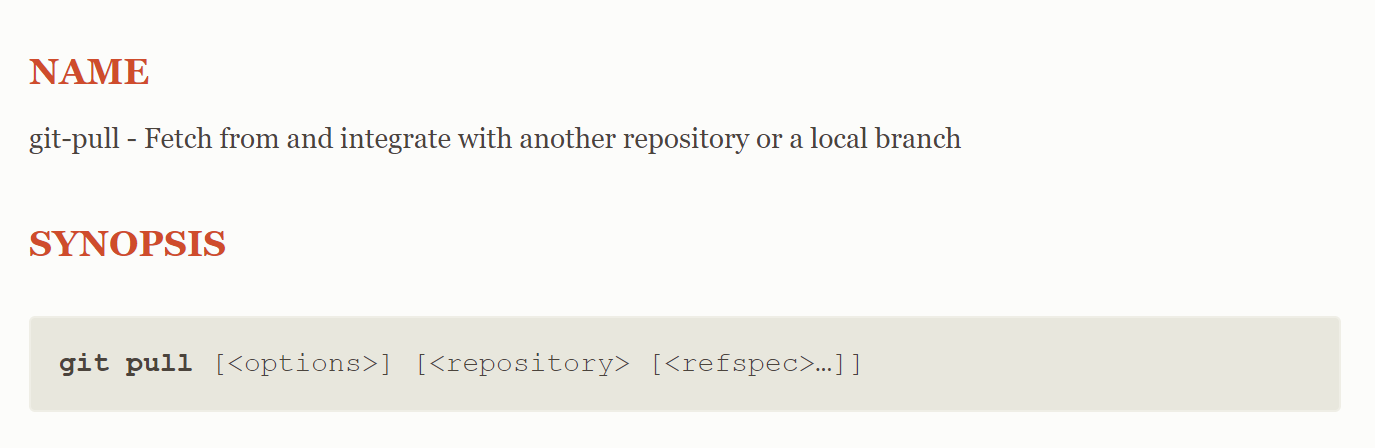 NAME
git-pull - Fetch from and integrate with another repository or a local branch
SYNOPSIS
git pull [<options>] [<repository> [<refspec>…]]